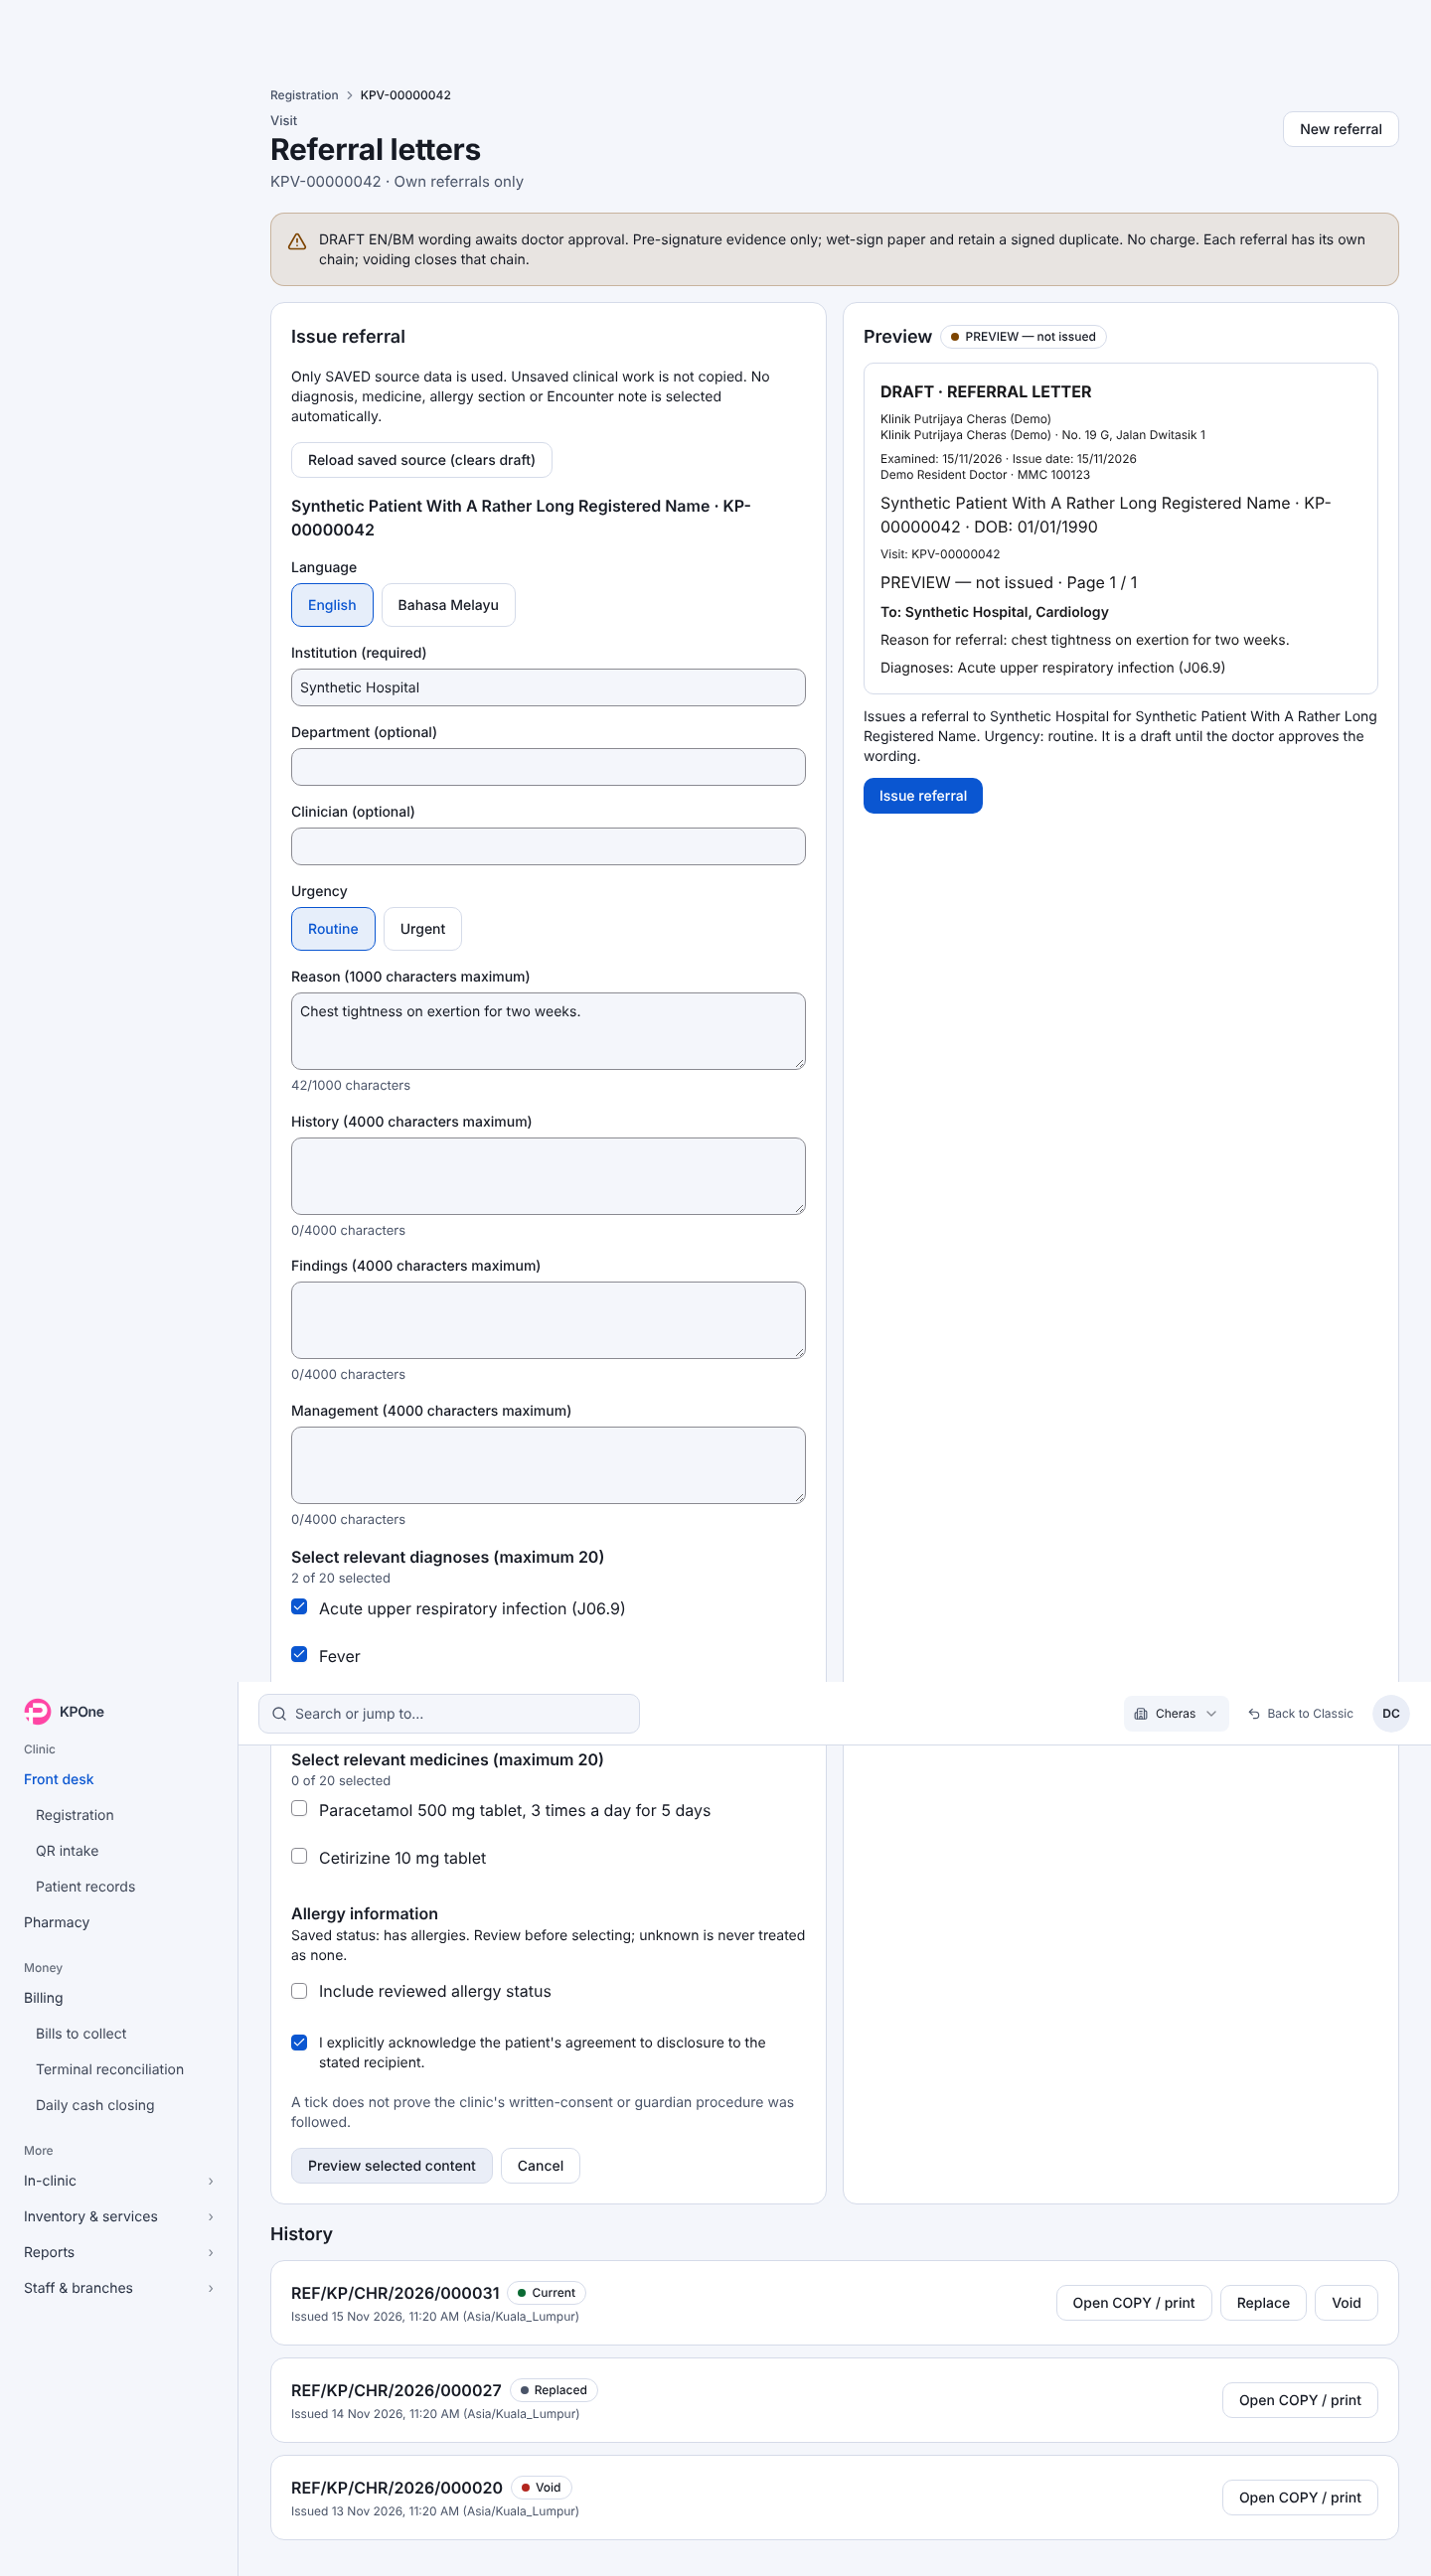 Registration > KPV-00000042
Visit
Referral letters
KPV-00000042 · Own referrals only
New referral
DRAFT EN/BM wording awaits doctor approval. Pre-signature evidence only; wet-sign paper and retain a signed duplicate. No charge. Each referral has its own
chain; voiding closes that chain.
Issue referral
Only SAVED source data is used. Unsaved clinical work is not copied. No
diagnosis, medicine, allergy section or Encounter note is selected
automatically.
Reload saved source (clears draft)
Synthetic Patient With A Rather Long Registered Name · KP-
00000042
Language
English
Bahasa Melayu
Institution (required)
Synthetic Hospital
Department (optional)
Clinician (optional)
Urgency
Routine
Urgent
Reason (1000 characters maximum)
Chest tightness on exertion for two weeks.
42/1000 characters
History (4000 characters maximum)
0/4000 characters
Findings (4000 characters maximum)
0/4000 characters
Management (4000 characters maximum)
0/4000 characters
Select relevant diagnoses (maximum 20)
2 of 20 selected
Acute upper respiratory infection (J06.9)
Fever
Preview
PREVIEW — not issued
DRAFT · REFERRAL LETTER
Klinik Putrijaya Cheras (Demo)
Klinik Putrijaya Cheras (Demo) · No. 19 G, Jalan Dwitasik 1
Examined: 15/11/2026 · Issue date: 15/11/2026
Demo Resident Doctor · MMC 100123
Synthetic Patient With A Rather Long Registered Name · KP-
00000042 · DOB: 01/01/1990
Visit: KPV-00000042
PREVIEW — not issued · Page 1 / 1
To: Synthetic Hospital, Cardiology
Reason for referral: chest tightness on exertion for two weeks.
Diagnoses: Acute upper respiratory infection (J06.9)
Issues a referral to Synthetic Hospital for Synthetic Patient With A Rather Long
Registered Name. Urgency: routine. It is a draft until the doctor approves the
wording.
Issue referral
KPOne
Search or jump to...
Cheras
Back to Classic
DC
Clinic
Front desk
Registration
QR intake
Patient records
Pharmacy
Money
Billing
Bills to collect
Terminal reconciliation
Daily cash closing
More
In-clinic
Inventory & services
Reports
Staff & branches
Select relevant medicines (maximum 20)
0 of 20 selected
Paracetamol 500 mg tablet, 3 times a day for 5 days
Cetirizine 10 mg tablet
Allergy information
Saved status: has allergies. Review before selecting; unknown is never treated
as none.
Include reviewed allergy status
I explicitly acknowledge the patient's agreement to disclosure to the
stated recipient.
A tick does not prove the clinic's written-consent or guardian procedure was
followed.
Preview selected content
Cancel
History
REF/KP/CHR/2026/000031
Current
Issued 15 Nov 2026, 11:20 AM (Asia/Kuala_Lumpur)
Open COPY / print
Replace
Void
REF/KP/CHR/2026/000027
Replaced
Issued 14 Nov 2026, 11:20 AM (Asia/Kuala_Lumpur)
Open COPY / print
REF/KP/CHR/2026/000020
Void
Issued 13 Nov 2026, 11:20 AM (Asia/Kuala_Lumpur)
Open COPY / print